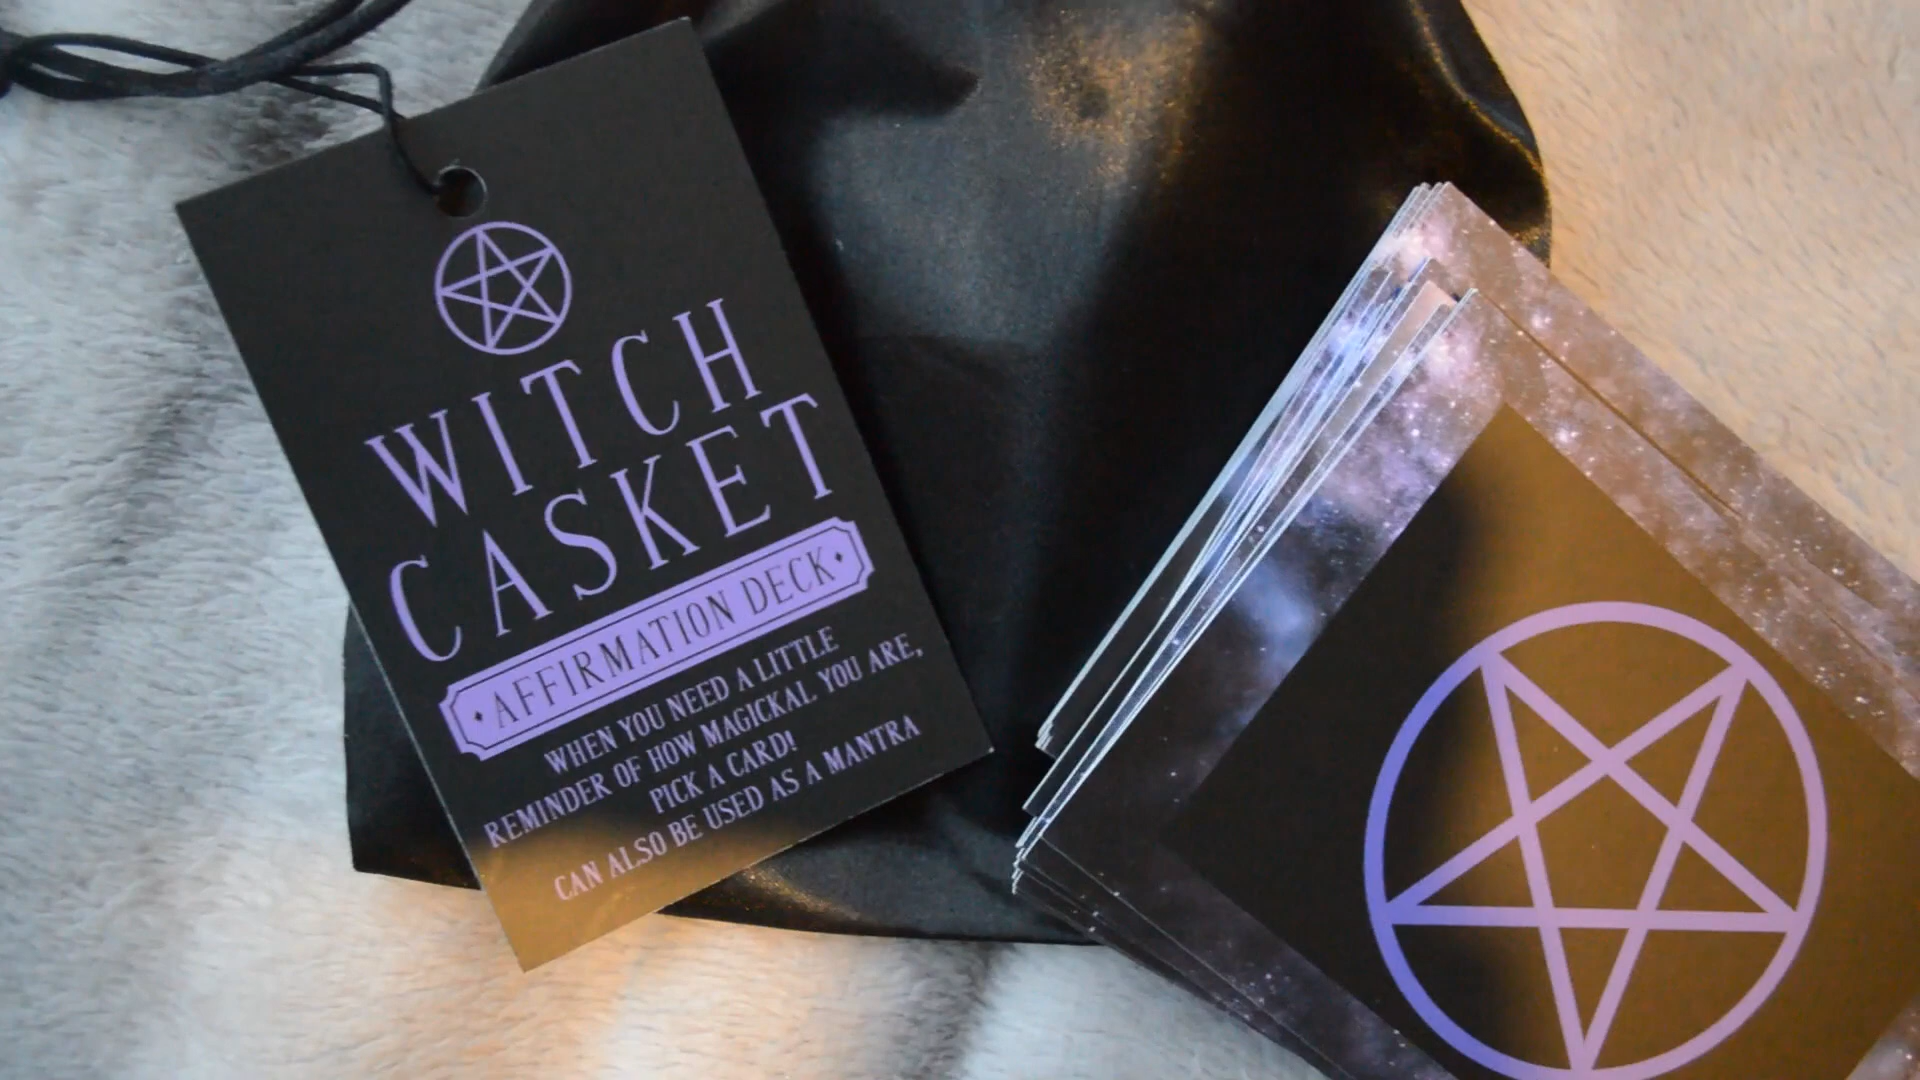 WITCH
CASKET
AFFIRMATION DECK
WHEN YOU NEED A LITTLE
REMINDER OF HOW MAGICKAL YOU ARE,
PICK A CARD!
CAN ALSO BE USED AS A MANTRA